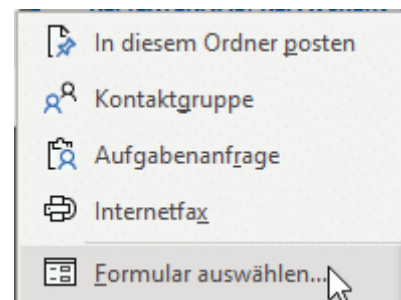 In diesem Ordner posten
Kontaktgruppe
Aufgabenanfrage
Internetfax
Formular auswählen...